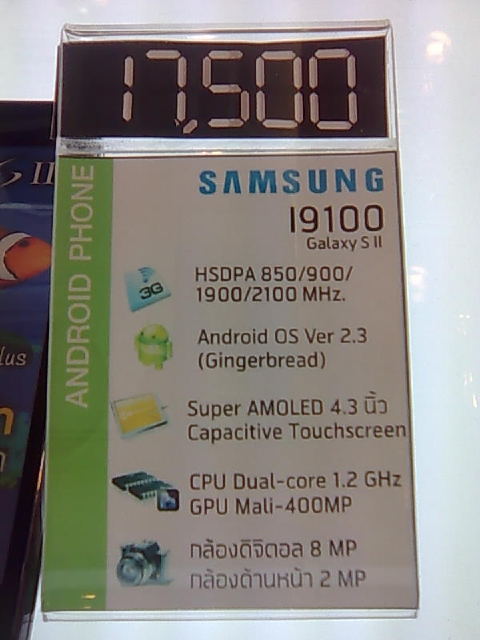 17,500
SAMSUNG
I9100
Galaxy S II
ANDROID PHONE
HSDPA 850/900/
1900/2100 MHz.
Android OS Ver 2.3
(Gingerbread)
Super AMOLED 4.3 นิ้ว
Capacitive Touchscreen
CPU Dual-core 1.2 GHz
GPU Mali-400MP
กล้องดิจิตอล 8 MP
กล้องด้านหน้า 2 MP
3G
S II